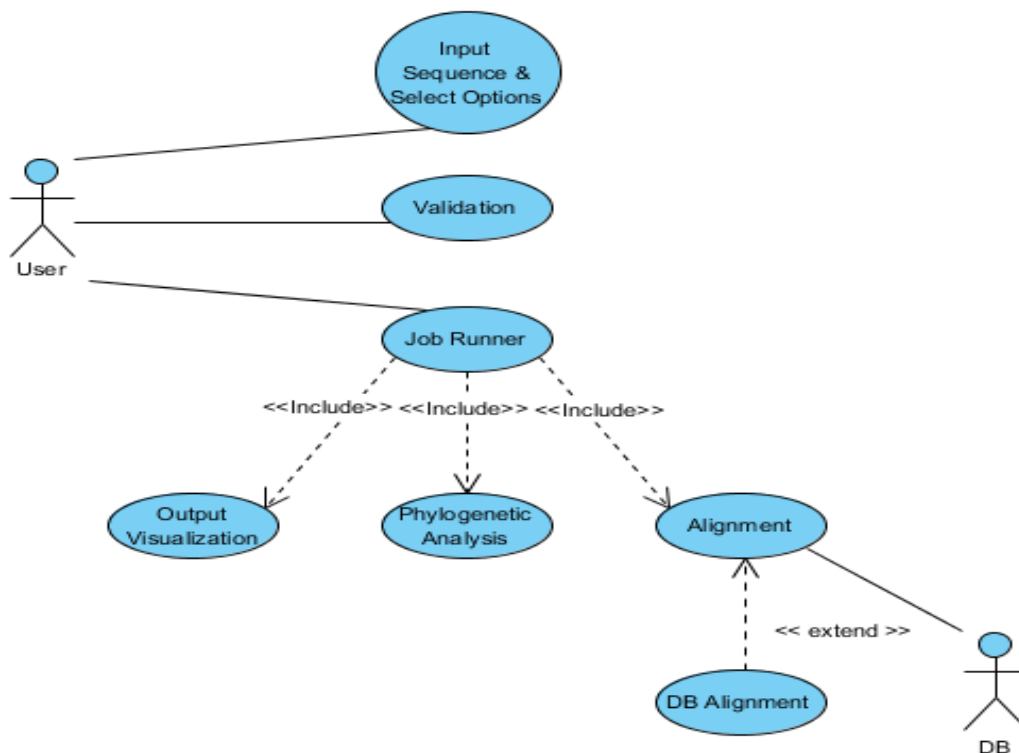 Input
Sequence &
Select Options
Validation
User
Job Runner
<<Include>> <<Include>> <<Include>>
Output
Visualization
Phylogenetic
Analysis
Alignment
<< extend >>
DB Alignment
DB